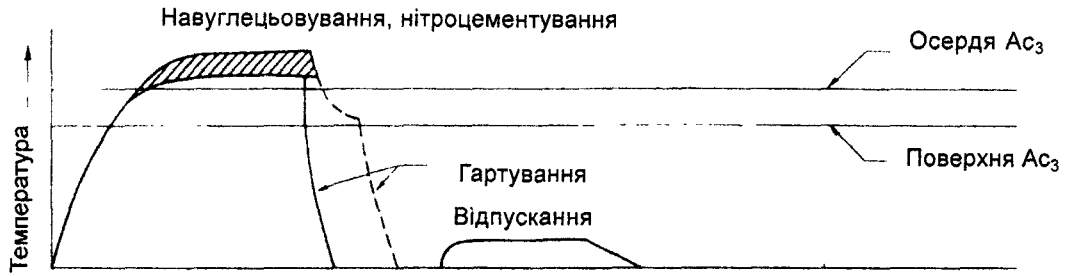 Навуглецьовування, нітроцементування
Осердя Ac₃
Поверхня Ac₃
Гартування
Відпускання
Температура